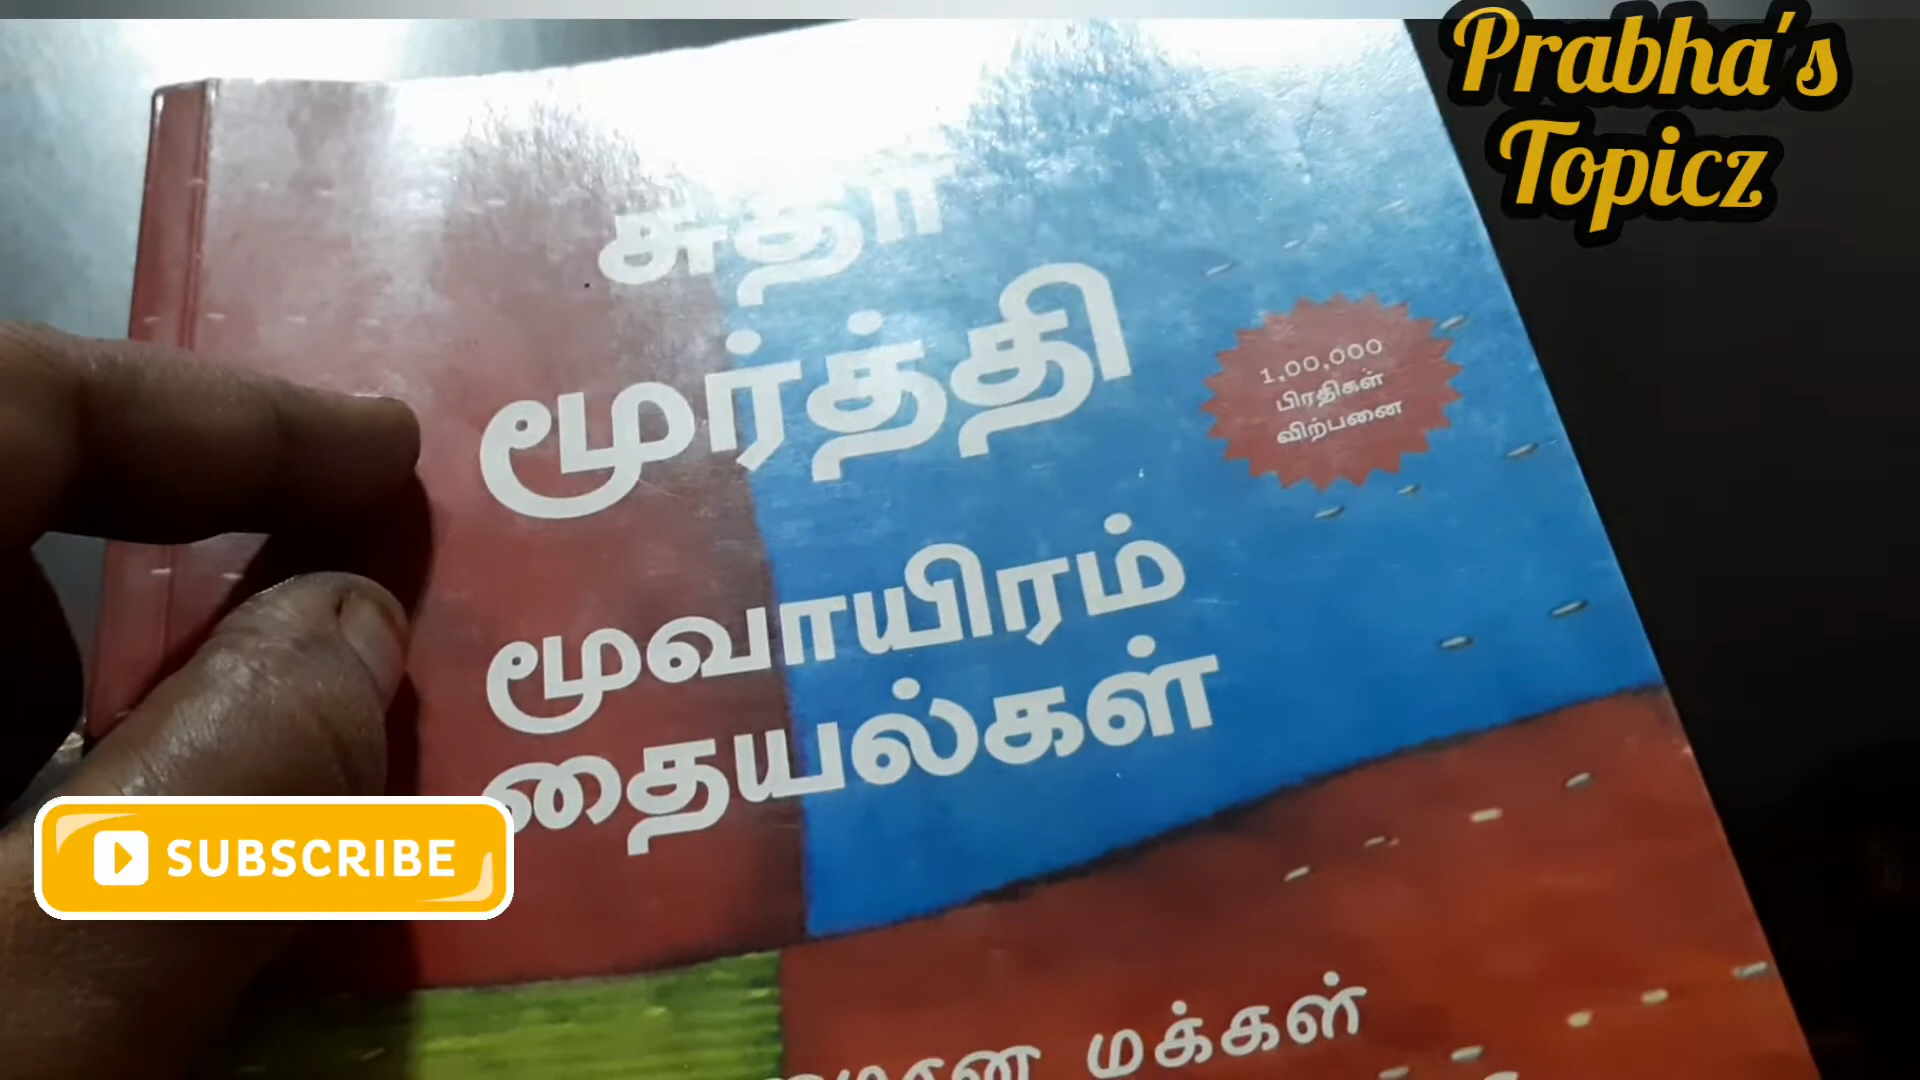 Prabha's
Topicz
சுதா
மூர்த்தி
1,00,000
பிரதிகள்
விற்பனை
மூவாயிரம்
தையல்கள்
SUBSCRIBE
மக்கள்